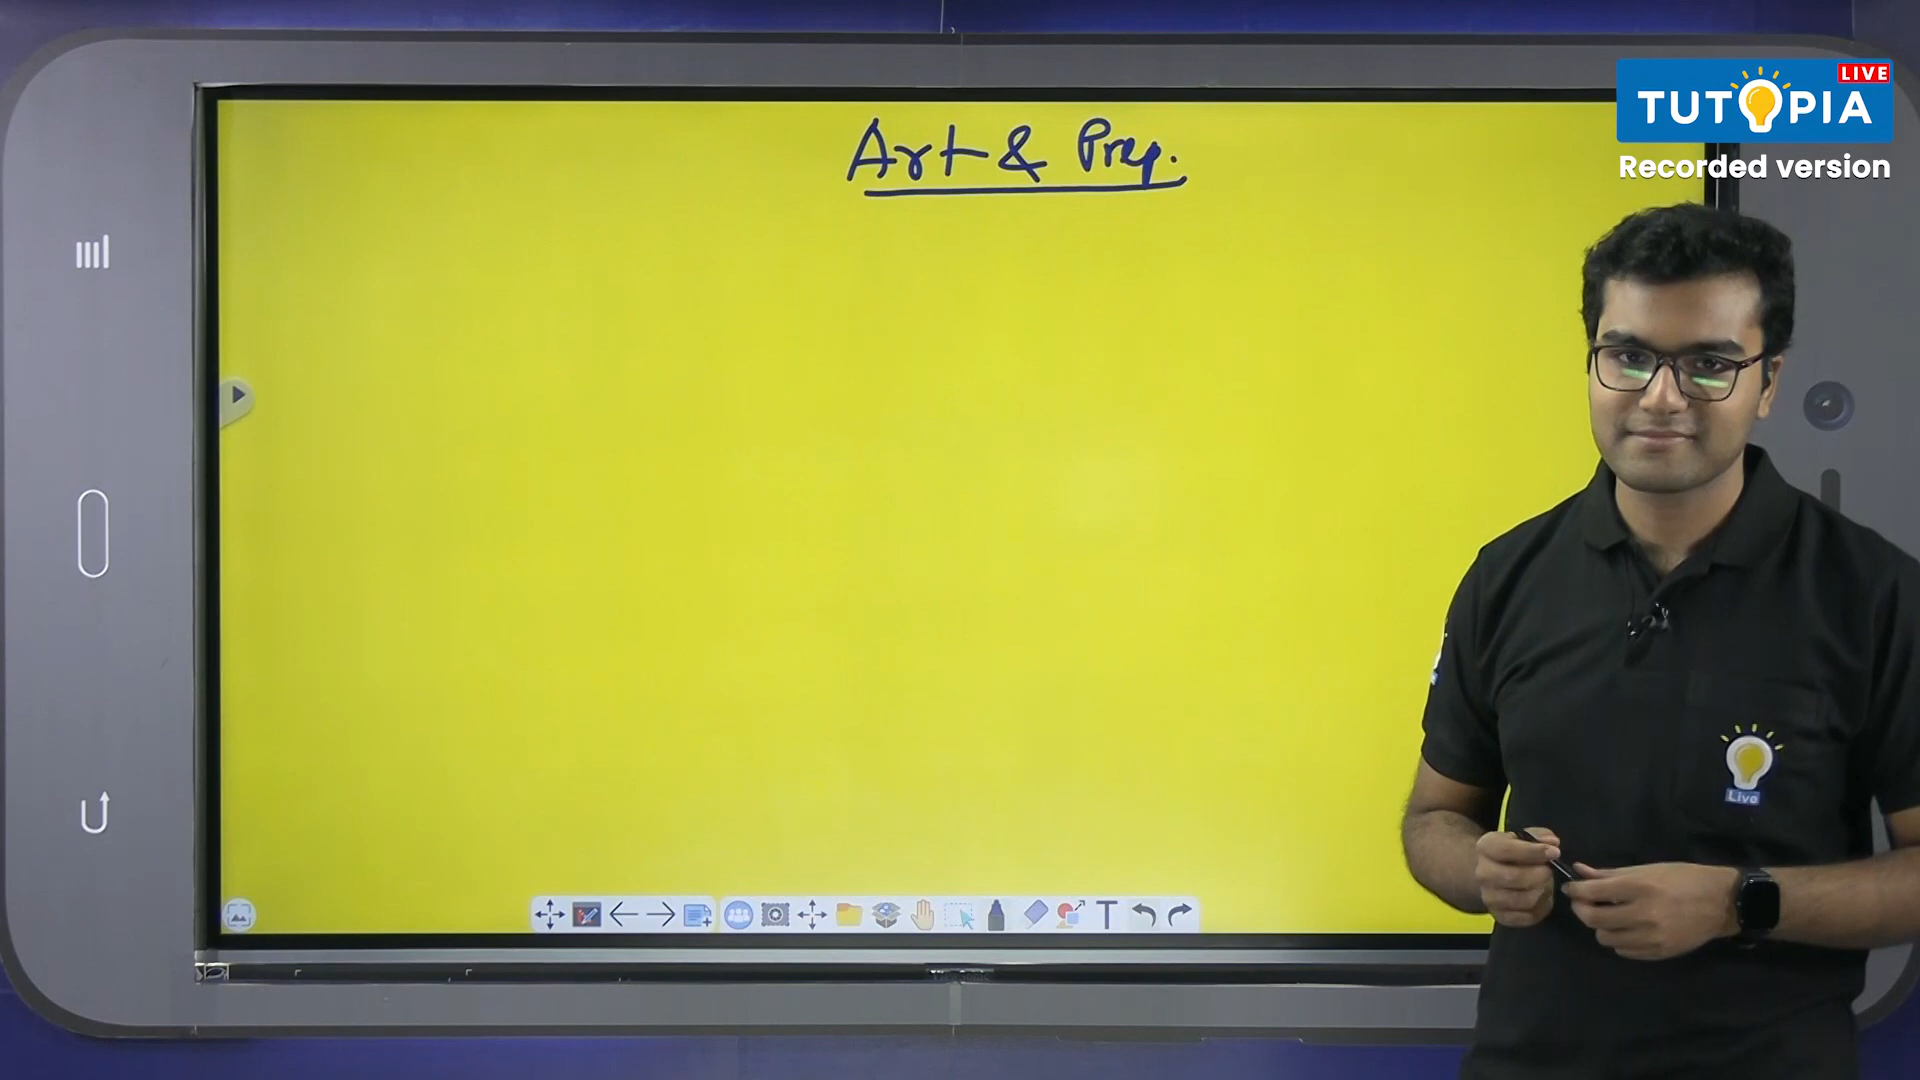 Art & Prep.
LIVE
TUTOPIA
Recorded version
Live
T